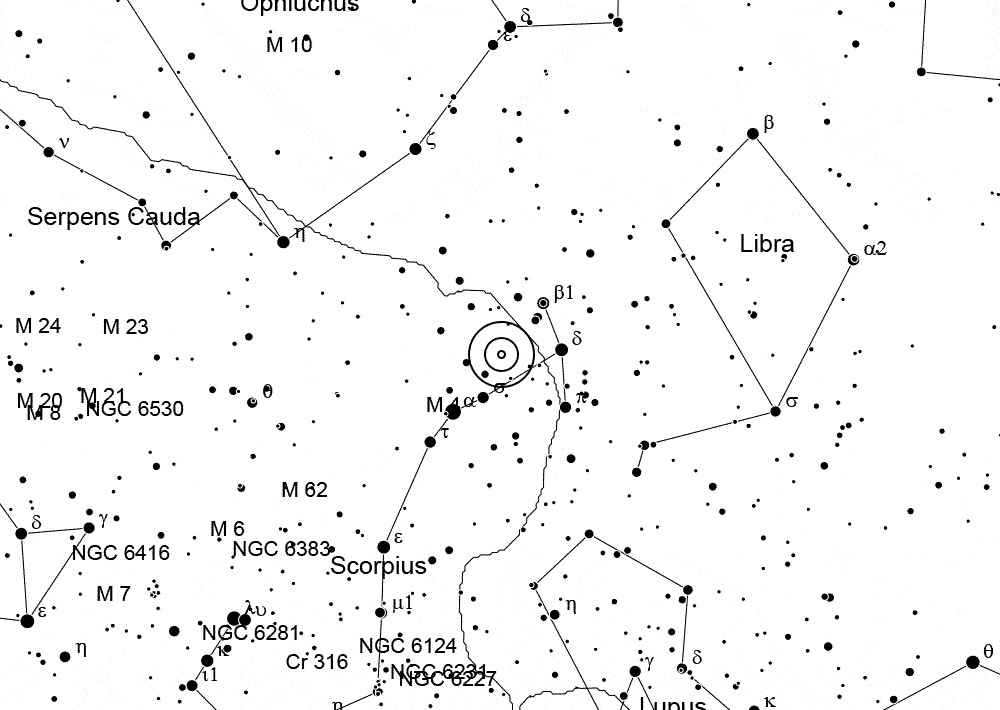 Ophiuchus
δ
ε
M 10
β
ν
ζ
Serpens Cauda
η
Libra
α2
β1
M 24
M 23
δ
σ
θ
M 20
M 21
M 8
NGC 6530
M 4
α
π
σ
τ
M 62
δ
γ
M 6
NGC 6416
NGC 6383
ε
Scorpius
M 7
ε
μ1
η
λ
υ
NGC 6281
η
κ
Cr 316
NGC 6124
ι1
NGC 6231
NGC 6227
γ
δ
θ
η
Lupus
κ